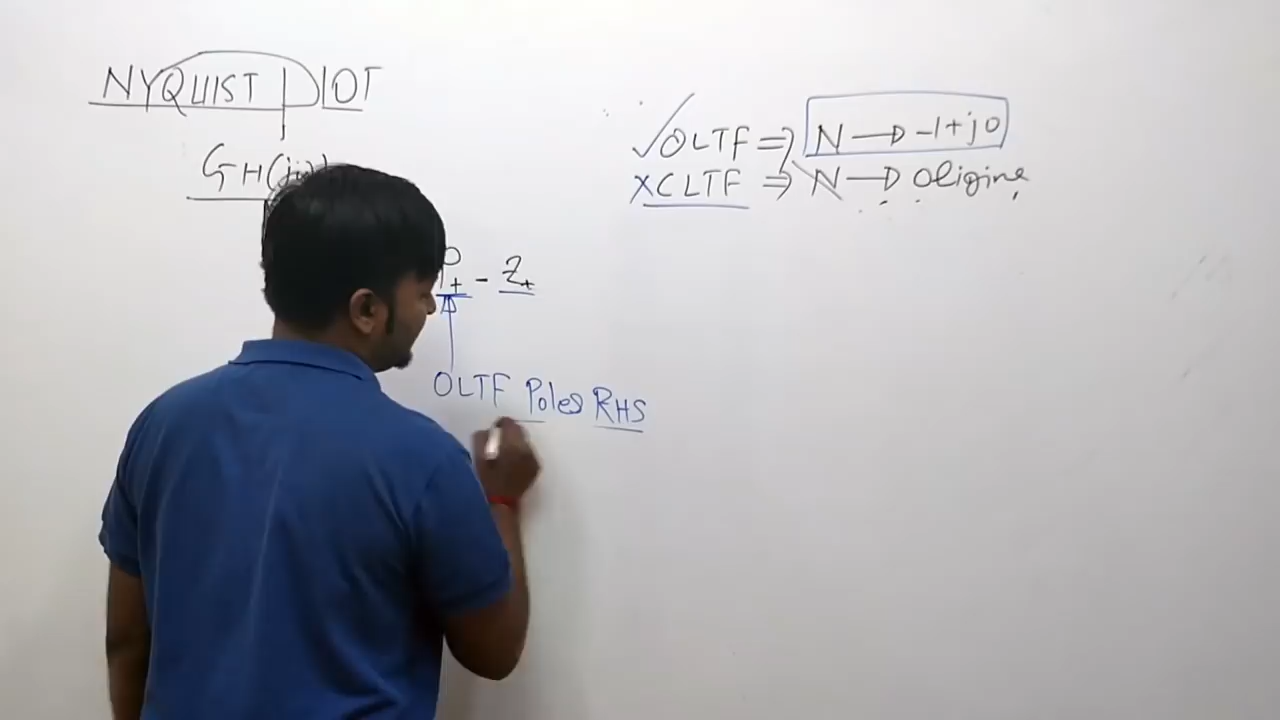 NYQUIST PLOT
GH(jω)
✓OLTF ⇒ N → -1+j0
XCLTF ⇒ N → Oligine
P+ - Z+
OLTF Poles RHS